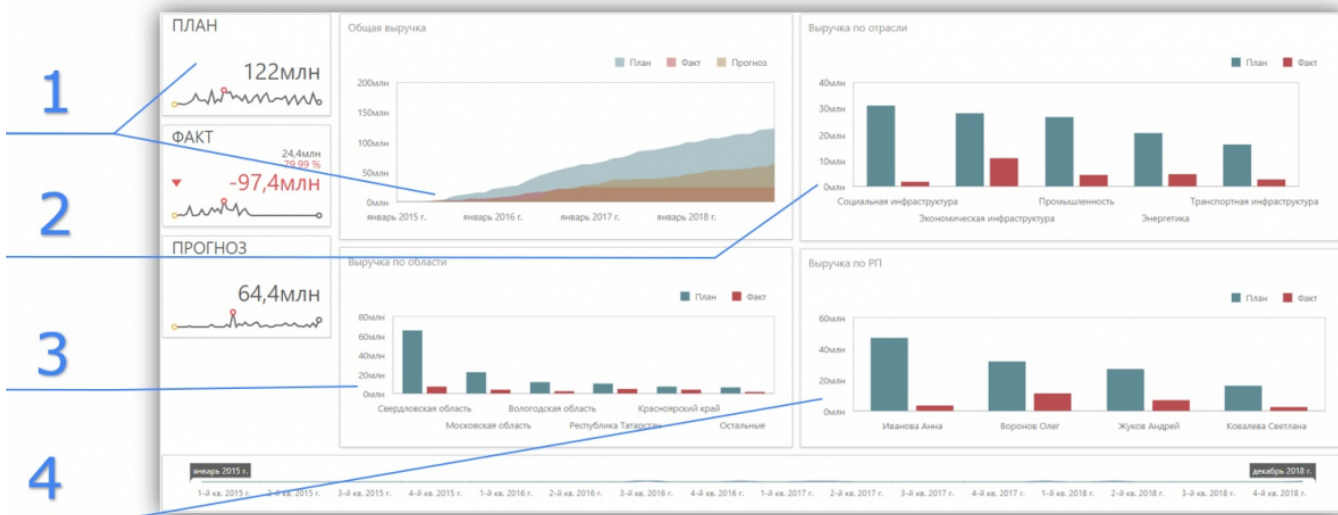 1
2
3
4
ПЛАН
122млн
ФАКТ
24,4млн
-79,99 %
-97,4млн
ПРОГНОЗ
64,4млн
Общая выручка
План Факт Прогноз
200млн
150млн
100млн
50млн
0млн
январь 2015 г. январь 2016 г. январь 2017 г. январь 2018 г.
Выручка по отрасли
План Факт
40млн
30млн
20млн
10млн
0млн
Социальная инфраструктура Промышленность Транспортная инфраструктура
Экономическая инфраструктура Энергетика
Выручка по области
План Факт
80млн
60млн
40млн
20млн
0млн
Свердловская область Вологодская область Красноярский край
Московская область Республика Татарстан Остальные
Выручка по РП
План Факт
60млн
40млн
20млн
0млн
Иванова Анна Воронов Олег Жуков Андрей Ковалева Светлана
январь 2015 г. декабрь 2018 г.
1-й кв. 2015 г. 2-й кв. 2015 г. 3-й кв. 2015 г. 4-й кв. 2015 г. 1-й кв. 2016 г. 2-й кв. 2016 г. 3-й кв. 2016 г. 4-й кв. 2016 г. 1-й кв. 2017 г. 2-й кв. 2017 г. 3-й кв. 2017 г. 4-й кв. 2017 г. 1-й кв. 2018 г. 2-й кв. 2018 г. 3-й кв. 2018 г. 4-й кв. 2018 г.